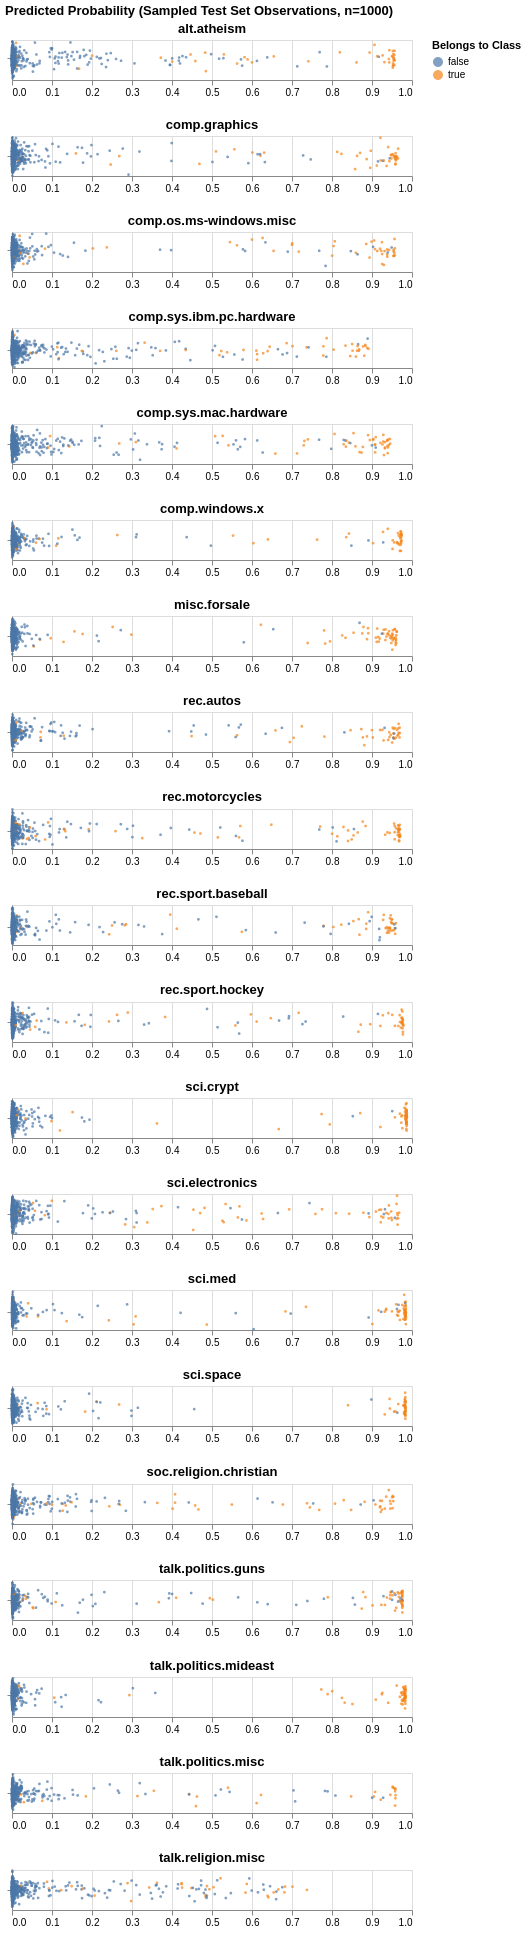 Predicted Probability (Sampled Test Set Observations, n=1000)
alt.atheism
Belongs to Class
false
true
0.0 0.1 0.2 0.3 0.4 0.5 0.6 0.7 0.8 0.9 1.0
comp.graphics
0.0 0.1 0.2 0.3 0.4 0.5 0.6 0.7 0.8 0.9 1.0
comp.os.ms-windows.misc
0.0 0.1 0.2 0.3 0.4 0.5 0.6 0.7 0.8 0.9 1.0
comp.sys.ibm.pc.hardware
0.0 0.1 0.2 0.3 0.4 0.5 0.6 0.7 0.8 0.9 1.0
comp.sys.mac.hardware
0.0 0.1 0.2 0.3 0.4 0.5 0.6 0.7 0.8 0.9 1.0
comp.windows.x
0.0 0.1 0.2 0.3 0.4 0.5 0.6 0.7 0.8 0.9 1.0
misc.forsale
0.0 0.1 0.2 0.3 0.4 0.5 0.6 0.7 0.8 0.9 1.0
rec.autos
0.0 0.1 0.2 0.3 0.4 0.5 0.6 0.7 0.8 0.9 1.0
rec.motorcycles
0.0 0.1 0.2 0.3 0.4 0.5 0.6 0.7 0.8 0.9 1.0
rec.sport.baseball
0.0 0.1 0.2 0.3 0.4 0.5 0.6 0.7 0.8 0.9 1.0
rec.sport.hockey
0.0 0.1 0.2 0.3 0.4 0.5 0.6 0.7 0.8 0.9 1.0
sci.crypt
0.0 0.1 0.2 0.3 0.4 0.5 0.6 0.7 0.8 0.9 1.0
sci.electronics
0.0 0.1 0.2 0.3 0.4 0.5 0.6 0.7 0.8 0.9 1.0
sci.med
0.0 0.1 0.2 0.3 0.4 0.5 0.6 0.7 0.8 0.9 1.0
sci.space
0.0 0.1 0.2 0.3 0.4 0.5 0.6 0.7 0.8 0.9 1.0
soc.religion.christian
0.0 0.1 0.2 0.3 0.4 0.5 0.6 0.7 0.8 0.9 1.0
talk.politics.guns
0.0 0.1 0.2 0.3 0.4 0.5 0.6 0.7 0.8 0.9 1.0
talk.politics.mideast
0.0 0.1 0.2 0.3 0.4 0.5 0.6 0.7 0.8 0.9 1.0
talk.politics.misc
0.0 0.1 0.2 0.3 0.4 0.5 0.6 0.7 0.8 0.9 1.0
talk.religion.misc
0.0 0.1 0.2 0.3 0.4 0.5 0.6 0.7 0.8 0.9 1.0